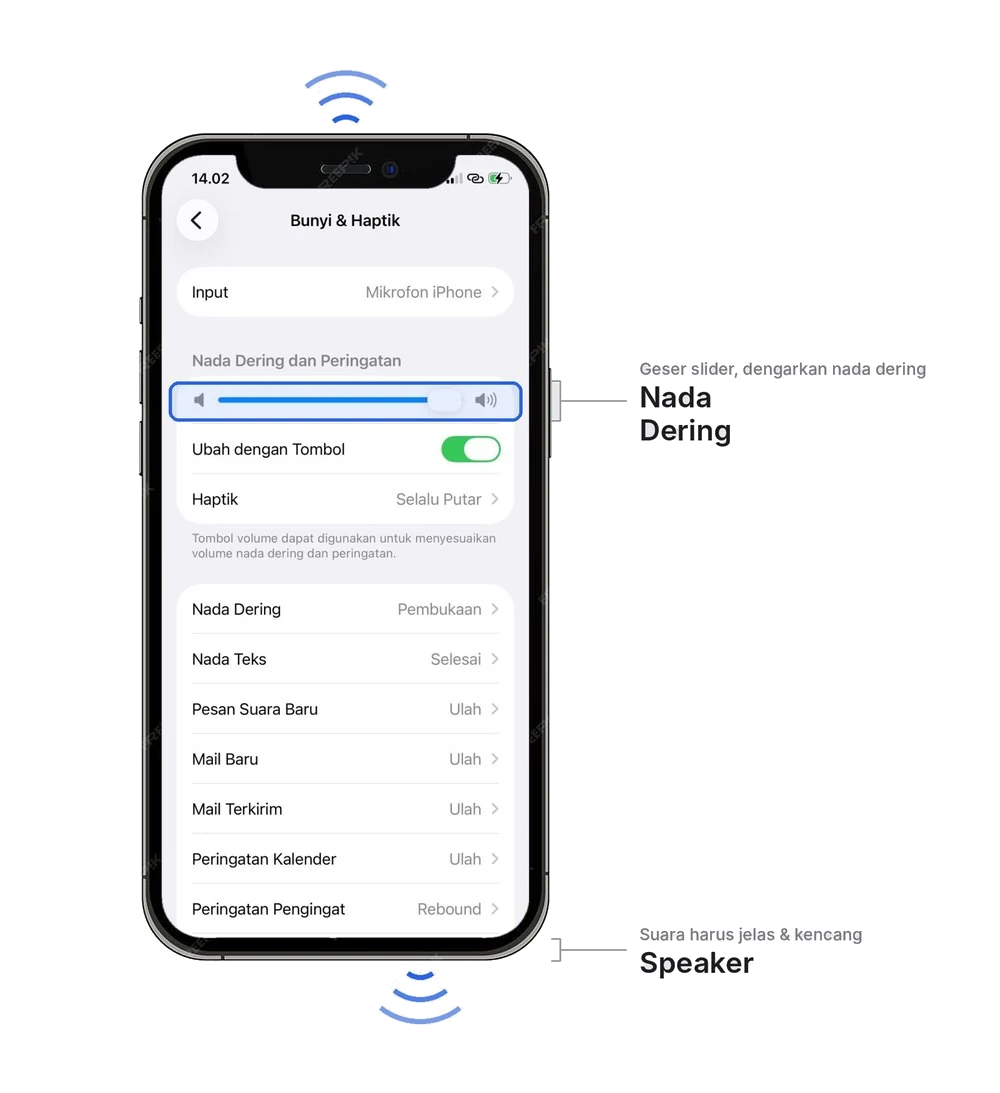 14.02
Bunyi & Haptik
Input
Mikrofon iPhone
Nada Dering dan Peringatan
Ubah dengan Tombol
Haptik
Selalu Putar
Tombol volume dapat digunakan untuk menyesuaikan
volume nada dering dan peringatan.
Nada Dering
Pembukaan
Nada Teks
Selesai
Pesan Suara Baru
Ulah
Mail Baru
Ulah
Mail Terkirim
Ulah
Peringatan Kalender
Ulah
Peringatan Pengingat
Rebound
Geser slider, dengarkan nada dering
Nada
Dering
Suara harus jelas & kencang
Speaker